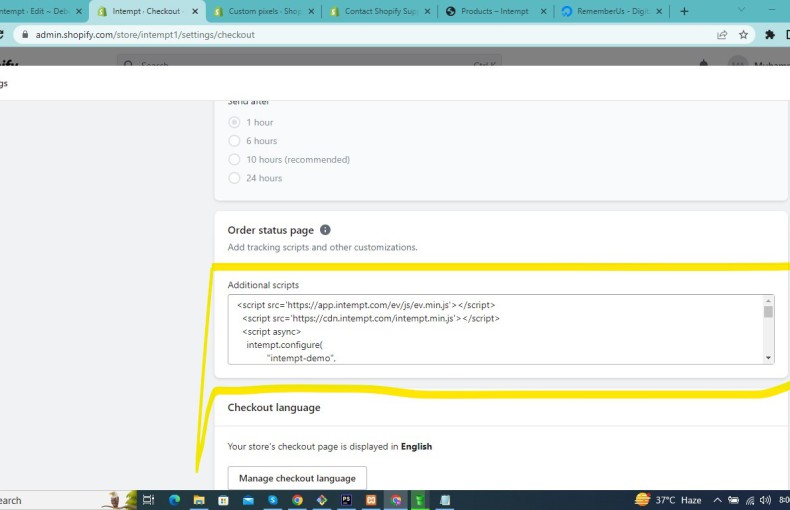 ntempt - Edit ~ Deb
Intempt · Checkout ·
Custom pixels · Shop
Contact Shopify Sup
Products – Intempt
RememberUs - Digit
admin.shopify.com/store/intempt1/settings/checkout
Search
Ctrl K
Muham
gs
Send after
1 hour
6 hours
10 hours (recommended)
24 hours
Order status page
Add tracking scripts and other customizations.
Additional scripts
<script src='https://app.intempt.com/ev/js/ev.min.js'></script>
<script src='https://cdn.intempt.com/intempt.min.js'></script>
<script async>
intempt.configure(
"intempt-demo",
Checkout language
Your store's checkout page is displayed in English
Manage checkout language
earch
37°C Haze
8:0